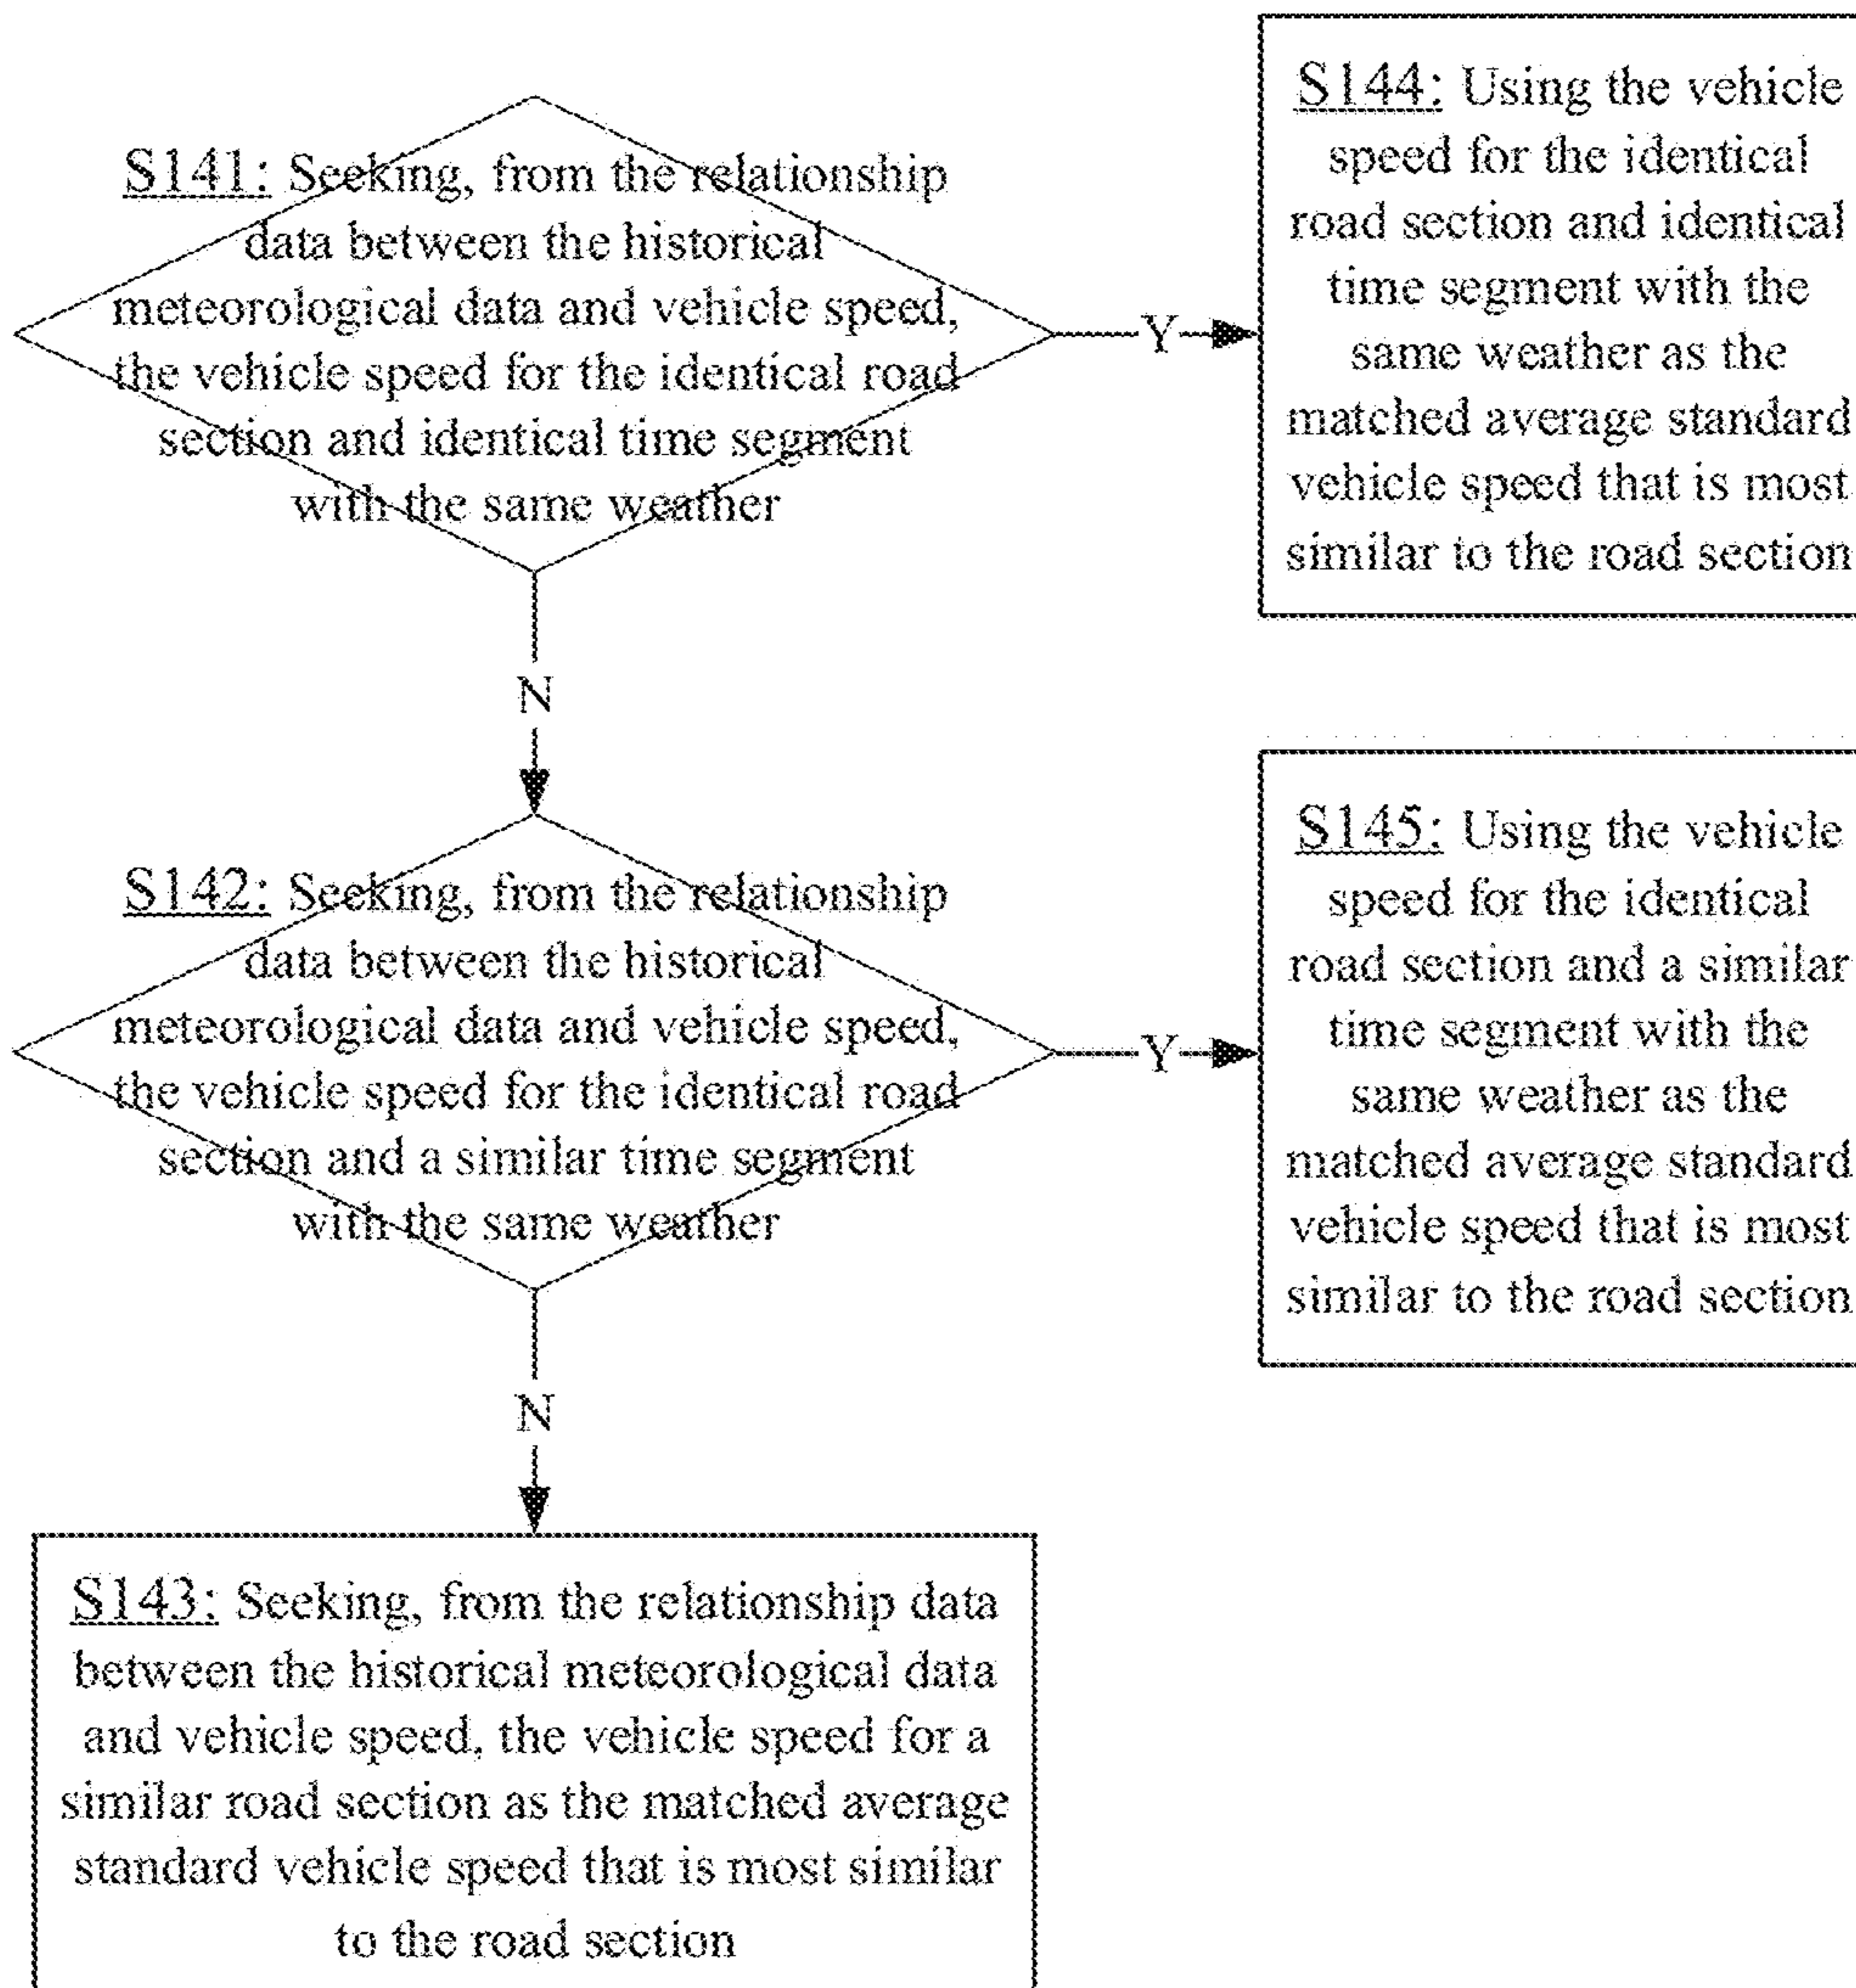 S141: Seeking, from the relationship
data between the historical
meteorological data and vehicle speed,
the vehicle speed for the identical road
section and identical time segment
with the same weather
Y
S144: Using the vehicle
speed for the identical
road section and identical
time segment with the
same weather as the
matched average standard
vehicle speed that is most
similar to the road section
N
S142: Seeking, from the relationship
data between the historical
meteorological data and vehicle speed,
the vehicle speed for the identical road
section and a similar time segment
with the same weather
Y
S145: Using the vehicle
speed for the identical
road section and a similar
time segment with the
same weather as the
matched average standard
vehicle speed that is most
similar to the road section
N
S143: Seeking, from the relationship data
between the historical meteorological data
and vehicle speed, the vehicle speed for a
similar road section as the matched average
standard vehicle speed that is most similar
to the road section